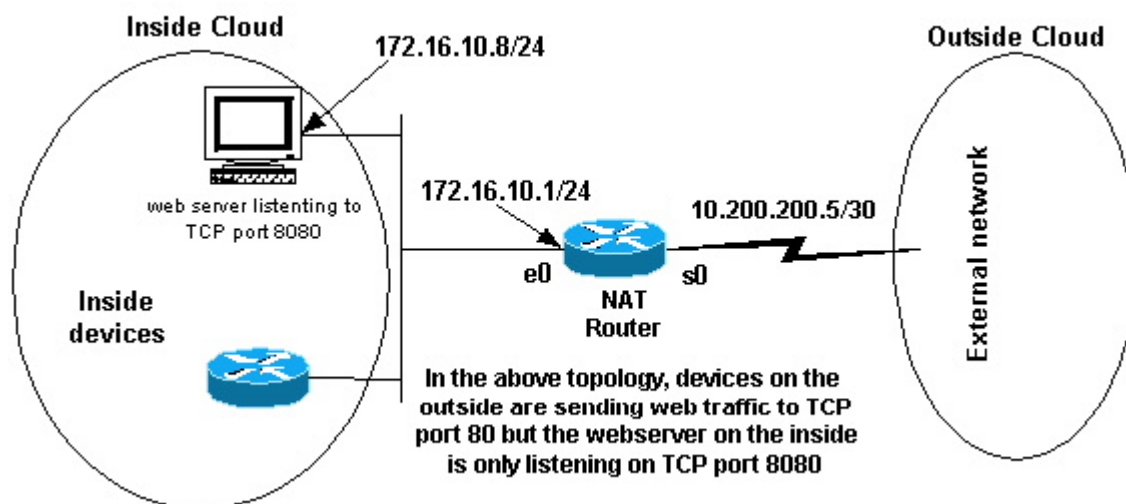 Inside Cloud
172.16.10.8/24
Outside Cloud
web server listenting to
TCP port 8080
172.16.10.1/24
10.200.200.5/30
e0
s0
NAT
Router
External network
Inside
devices
In the above topology, devices on the
outside are sending web traffic to TCP
port 80 but the webserver on the inside
is only listening on TCP port 8080